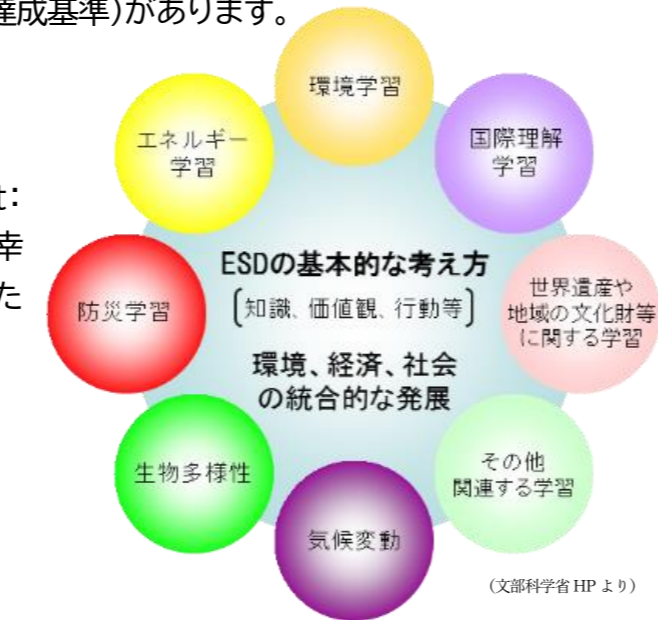 達成基準)があります。
t:
幸
た
環境学習
エネルギー
学習
国際理解
学習
防災学習
ESDの基本的な考え方
[知識、価値観、行動等]
環境、経済、社会
の統合的な発展
世界遺産や
地域の文化財等
に関する学習
生物多様性
その他
関連する学習
気候変動
(文部科学省 HP より)